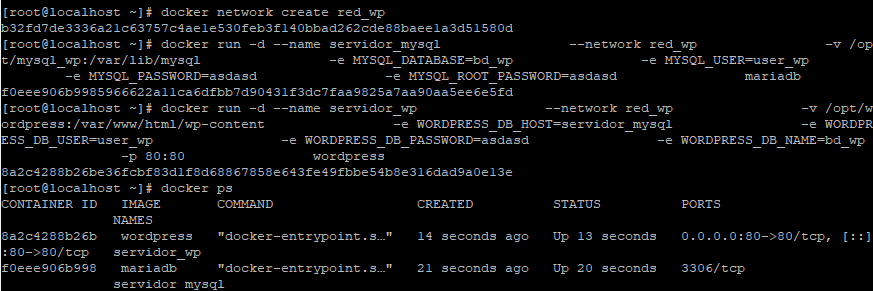 [root@localhost ~]# docker network create red_wp
b32fd7de3336a21c63757c4ae1e530feb3f140bbad262cde88baee1a3d51580d
[root@localhost ~]# docker run -d --name servidor_mysql --network red_wp -v /op
t/mysql_wp:/var/lib/mysql -e MYSQL_DATABASE=bd_wp -e MYSQL_USER=user_wp
-e MYSQL_PASSWORD=asdasd -e MYSQL_ROOT_PASSWORD=asdasd mariadb
f0eee906b9985966622a11ca6dfbb7d90431f3dc7faa9825a7aa90aa5ee6e5fd
[root@localhost ~]# docker run -d --name servidor_wp --network red_wp -v /opt/w
ordpress:/var/www/html/wp-content -e WORDPRESS_DB_HOST=servidor_mysql -e WORDPR
ESS_DB_USER=user_wp -e WORDPRESS_DB_PASSWORD=asdasd -e WORDPRESS_DB_NAME=bd_wp
-p 80:80 wordpress
8a2c4288b26be36fcbf83d1f8d68867858e643fe49fbbe54b8e316dad9a0e13e
[root@localhost ~]# docker ps
CONTAINER ID IMAGE COMMAND CREATED STATUS PORTS
NAMES
8a2c4288b26b wordpress "docker-entrypoint.s…" 14 seconds ago Up 13 seconds 0.0.0.0:80->80/tcp, [::]
:80->80/tcp servidor_wp
f0eee906b998 mariadb "docker-entrypoint.s…" 21 seconds ago Up 20 seconds 3306/tcp
servidor_mysql